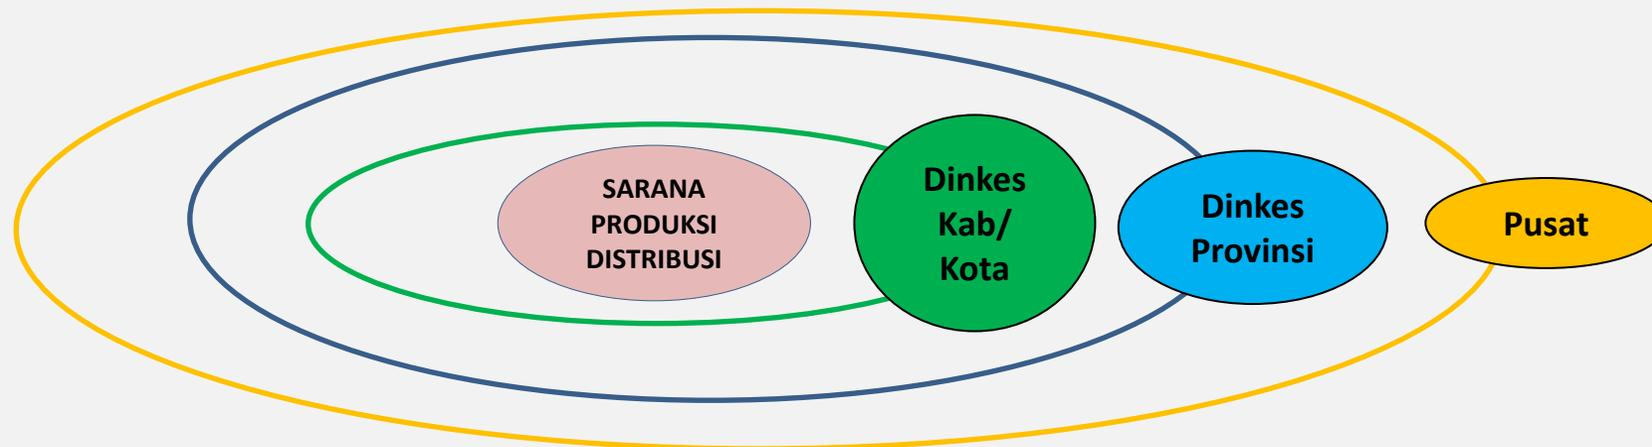 SARANA
PRODUKSI
DISTRIBUSI
Dinkes
Kab/
Kota
Dinkes
Provinsi
Pusat